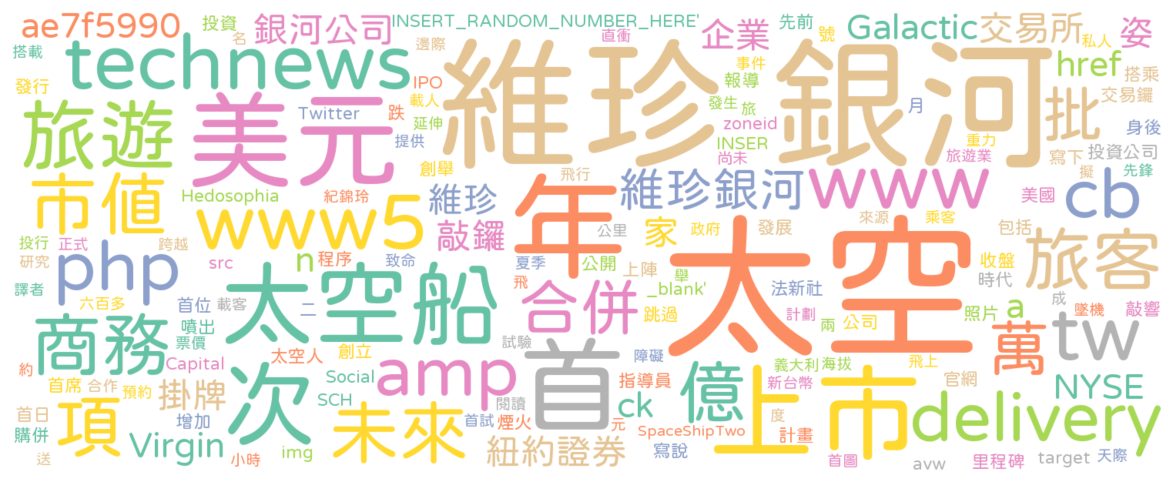 ae7f5990 投資 銀河公司 INSERT_RANDOM_NUMBER_HERE' 企業 先前 號 Galactic 交易所 姿
搭載 technews 名 邊際 直衝 事件 私人 href 搭乘
發行 IPO 維珍銀河 報導 批 交易鑼
旅遊 美元 Twitter 載人 跌 發生 旅 月 身後
延伸 zoneid 重力
提供 INSER 寫下 投資公司
創舉 尚未 旅遊業 先鋒
市值 Hedosophia 紀錦玲 維珍 年 飛行 維珍銀河 www 美國 擬 cb
www5 敲鑼 家 政府 發展 來源 乘客 包括 旅客
投行 正式 跨越 公里 太空
研究 php src n 程序 致命 夏季 公開 上陣 舉 收盤
譯者 太空船 飛 _blank' 法新社 時代
六百多 首位 載客 二 合併 跳過 計劃 兩 公司 照片 a 成 墜機 敲響
商務 噴出 票價 太空人 創立 試驗 首 障礙 義大利 海拔 飛上 萬 tw
約 Capital Social amp 指導員 新台幣 官網 NYSE
首席 合作 預約 次 SCH 閱讀 ck 億 上市 delivery
首日 項 掛牌 增加 未來 首試 煙火 元 SpaceShipTwo 度 計畫
購併 Virgin 紐約證券 寫說 天際
送 小時 img 首圖 avw 里程碑 target